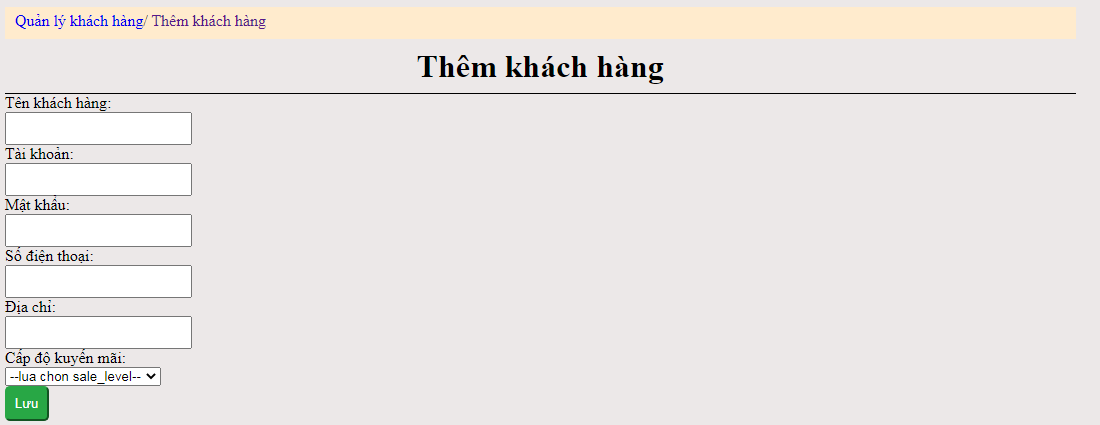 Quản lý khách hàng/ Thêm khách hàng
Thêm khách hàng
Tên khách hàng:
Tài khoản:
Mật khẩu:
Số điện thoại:
Địa chỉ:
Cấp độ kuyến mãi:
--lua chon sale_level--
Lưu